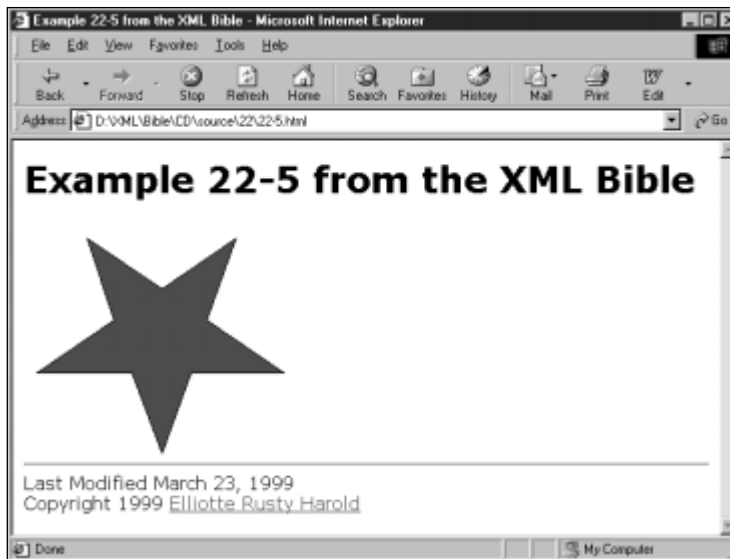 Example 22-5 from the XML Bible - Microsoft Internet Explorer
File Edit View Favorites Tools Help
Back Forward Stop Refresh Home Search Favorites History Mail Print Edit
Address D:\XML\Bible\CD\source\22\22-5.html Go
Example 22-5 from the XML Bible
Last Modified March 23, 1999
Copyright 1999 Elliotte Rusty Harold
Done My Computer